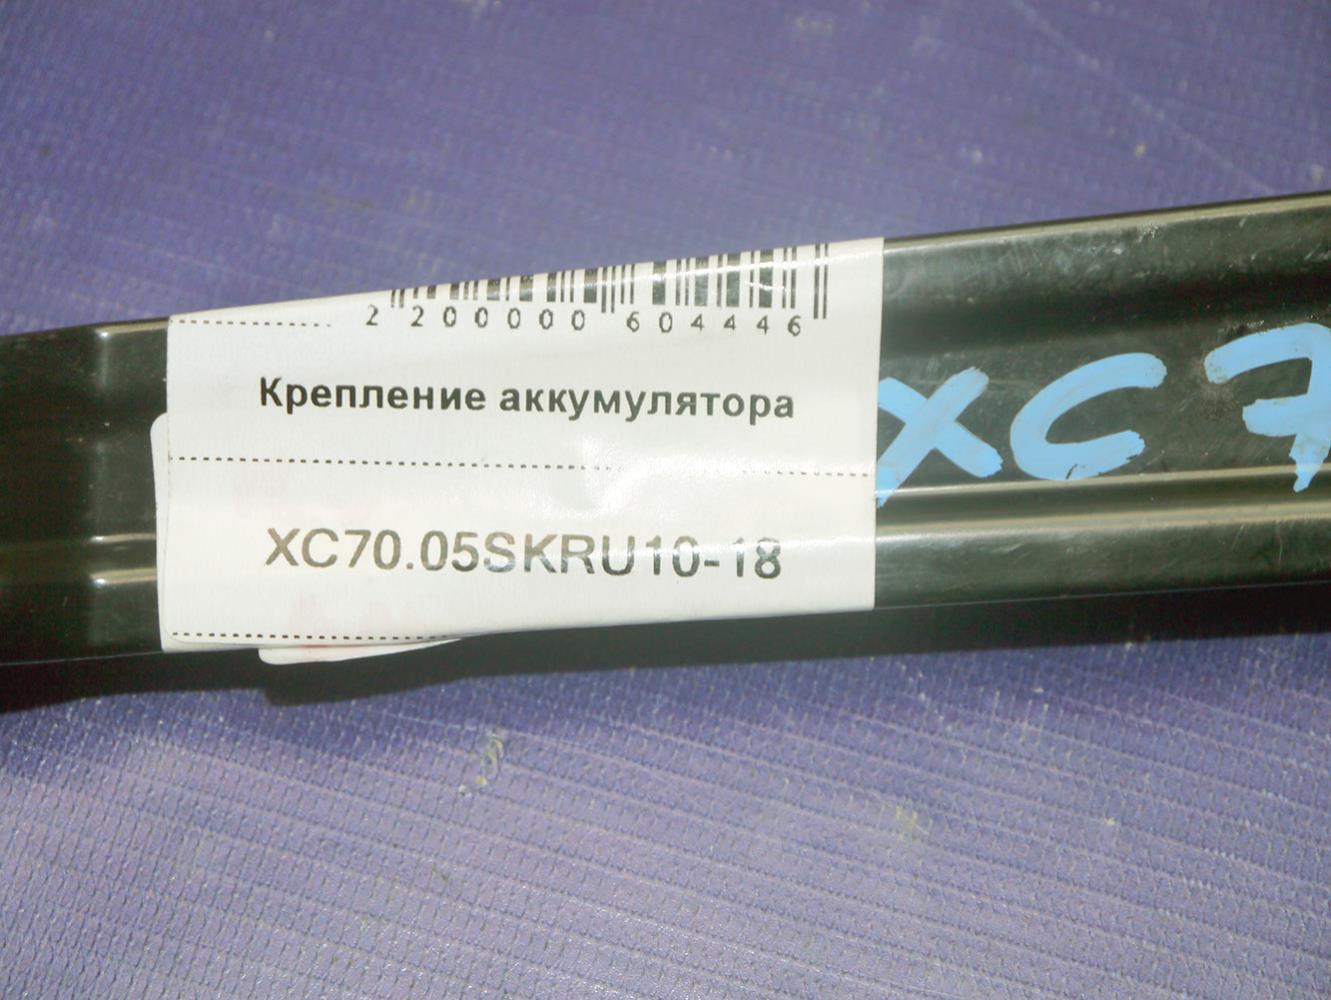 2 200000 604446
Крепление аккумулятора
XC70.05SKRU10-18
XC7